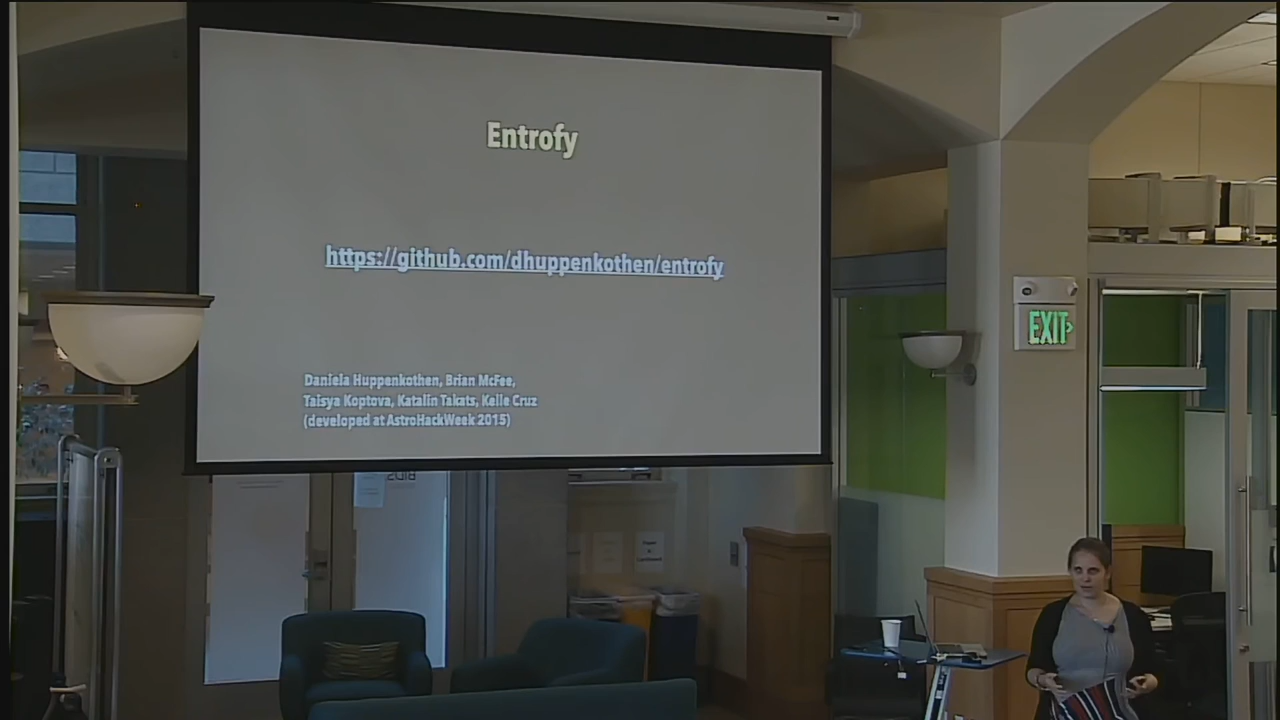 Entrofy
https://github.com/dhuppenkothen/entrofy
Daniela Huppenkothen, Brian McFee,
Taisya Koptova, Katalin Takats, Kelle Cruz
(developed at AstroHackWeek 2015)
EXIT